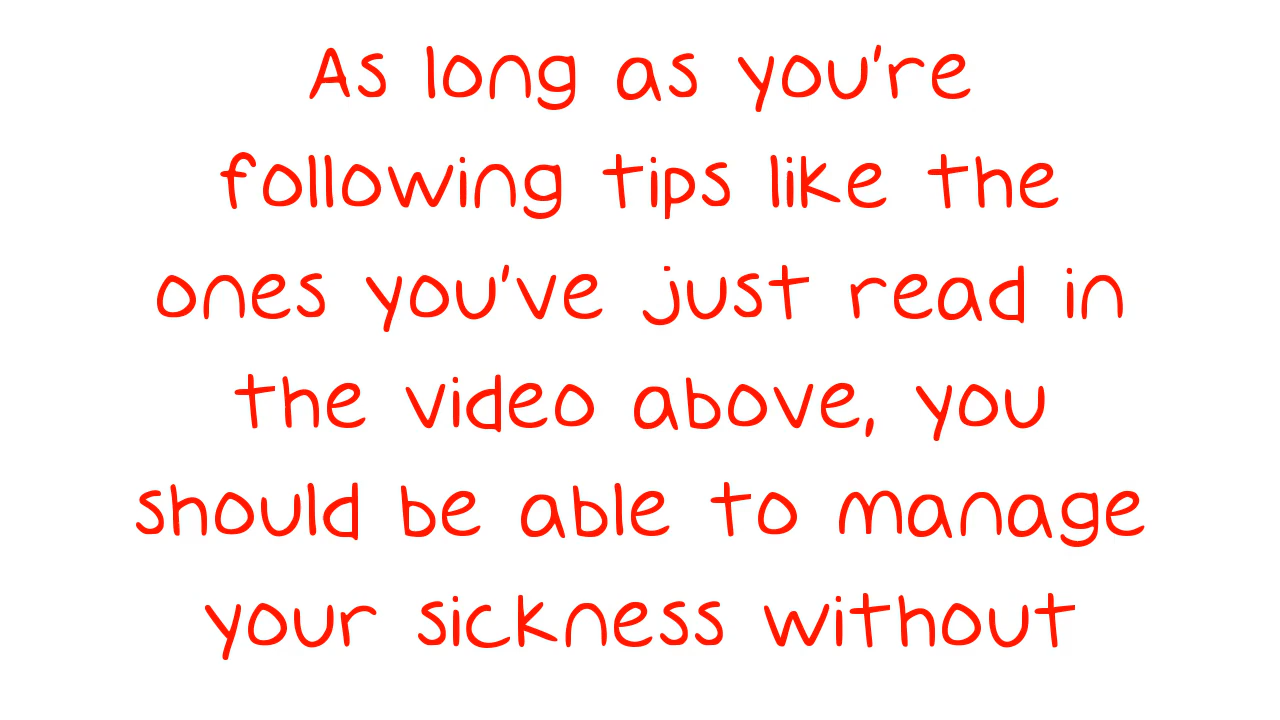 As long as you're
following tips like the
ones you've just read in
the video above, you
should be able to manage
your sickness without